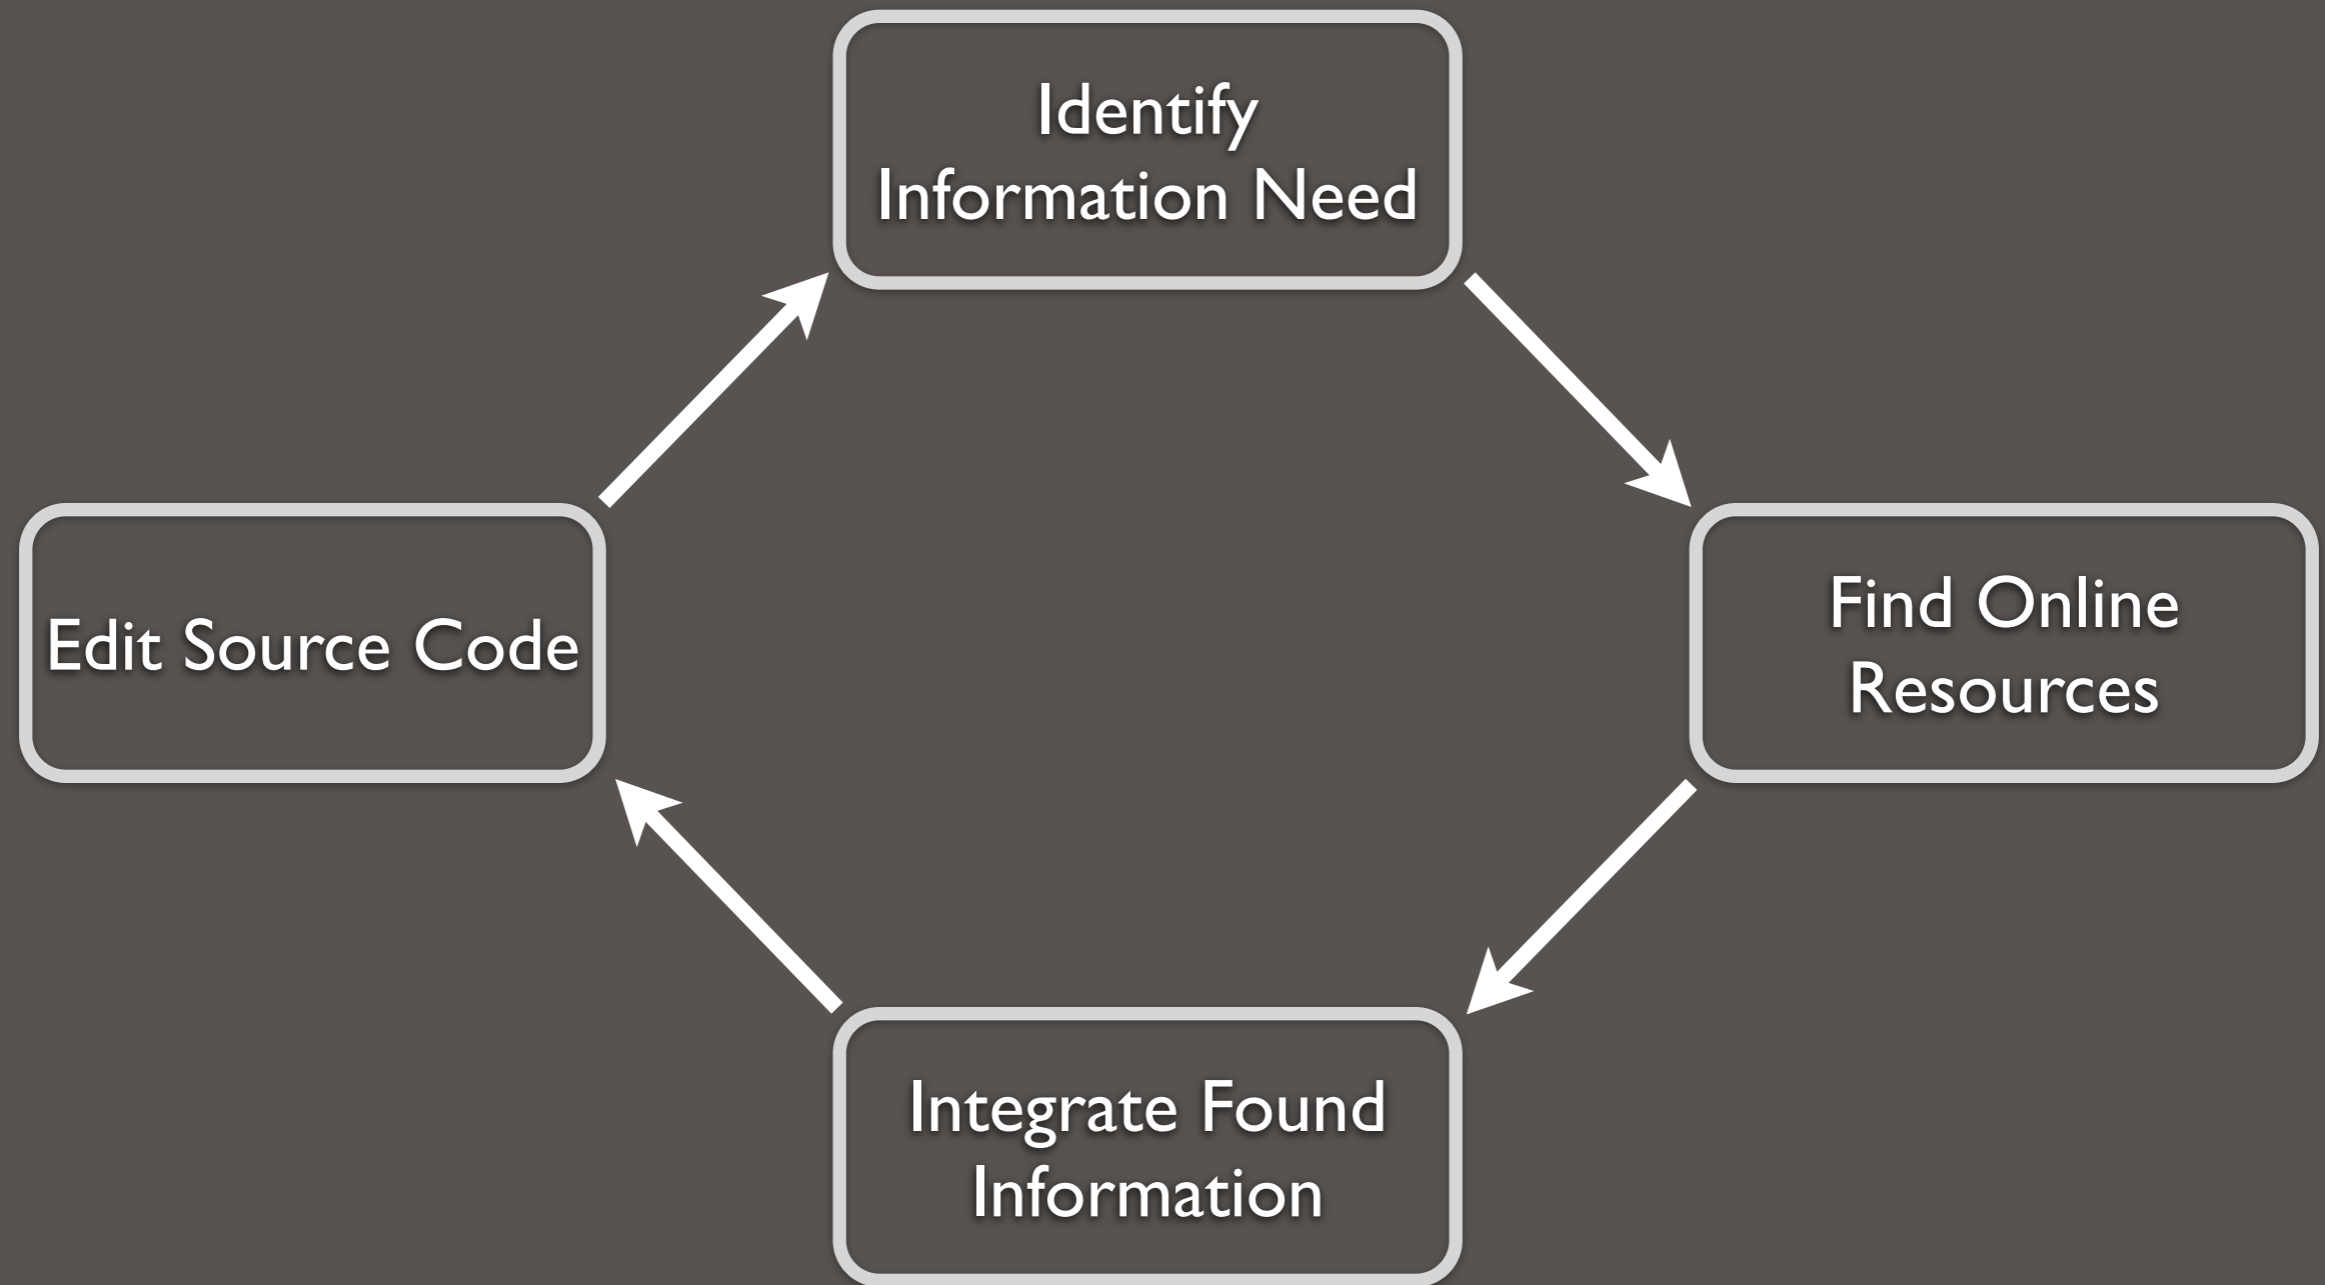 Identify
Information Need
Edit Source Code
Find Online
Resources
Integrate Found
Information